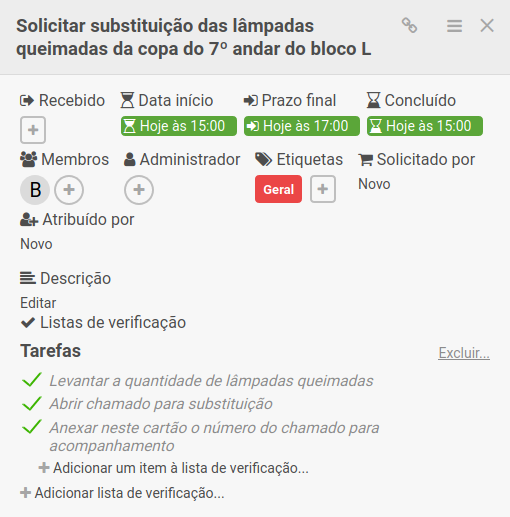 Solicitar substituição das lâmpadas
queimadas da copa do 7º andar do bloco L
Recebido Data início Prazo final Concluído
Hoje às 15:00 Hoje às 17:00 Hoje às 15:00
Membros Administrador Etiquetas Solicitado por
B Geral Novo
Atribuído por
Novo
Descrição
Editar
Listas de verificação
Tarefas Excluir...
Levantar a quantidade de lâmpadas queimadas
Abrir chamado para substituição
Anexar neste cartão o número do chamado para
acompanhamento
Adicionar um item à lista de verificação...
Adicionar lista de verificação...